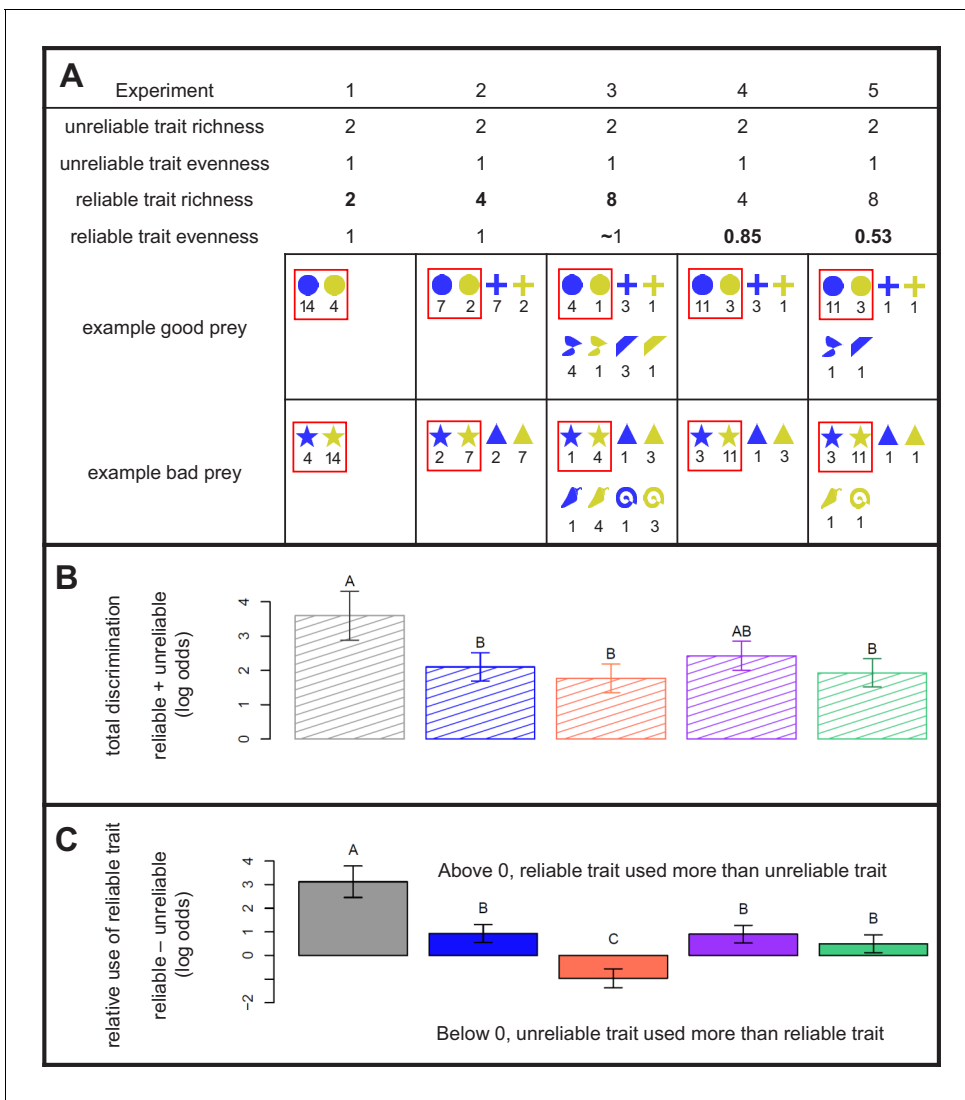 A
Experiment 1 2 3 4 5
unreliable trait richness 2 2 2 2 2
unreliable trait evenness 1 1 1 1 1
reliable trait richness 2 4 8 4 8
reliable trait evenness 1 1 ~1 0.85 0.53
example good prey
14 4 7 2 7 2 4 1 3 1 11 3 3 1 11 3 1 1
4 1 3 1 1 1
example bad prey
4 14 2 7 2 7 1 4 1 3 3 11 1 3 3 11 1 1
1 4 1 3 1 1
B
total discrimination
reliable + unreliable
(log odds)
4
3
2
1
0
A
B
B
AB
B
C
relative use of reliable trait
reliable – unreliable
(log odds)
4
3
2
1
0
−2
A
B
C
B
B
Above 0, reliable trait used more than unreliable trait
Below 0, unreliable trait used more than reliable trait